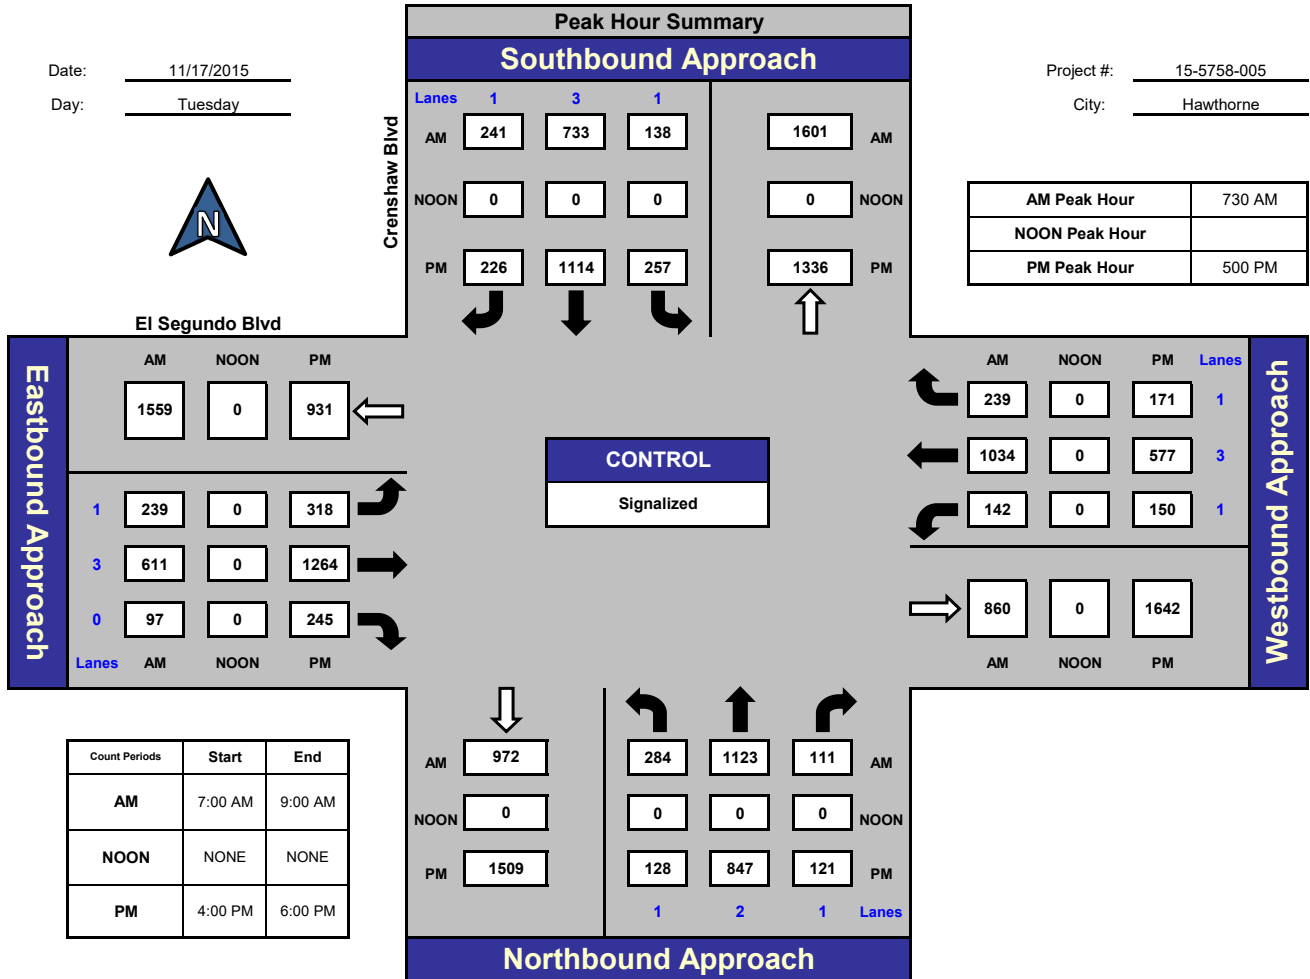 Peak Hour Summary
Southbound Approach
Date: 11/17/2015
Day: Tuesday
Project #: 15-5758-005
City: Hawthorne
N
Crenshaw Blvd
Lanes 1 3 1
AM 241 733 138 1601 AM
NOON 0 0 0 0 NOON
PM 226 1114 257 1336 PM
AM Peak Hour 730 AM
NOON Peak Hour
PM Peak Hour 500 PM
El Segundo Blvd
Eastbound Approach
AM NOON PM
1559 0 931
1 239 0 318
3 611 0 1264
0 97 0 245
Lanes AM NOON PM
CONTROL
Signalized
AM NOON PM Lanes
239 0 171 1
1034 0 577 3
142 0 150 1
860 0 1642
AM NOON PM
Westbound Approach
Count Periods Start End
AM 7:00 AM 9:00 AM
NOON NONE NONE
PM 4:00 PM 6:00 PM
AM 972 284 1123 111 AM
NOON 0 0 0 0 NOON
PM 1509 128 847 121 PM
1 2 1 Lanes
Northbound Approach